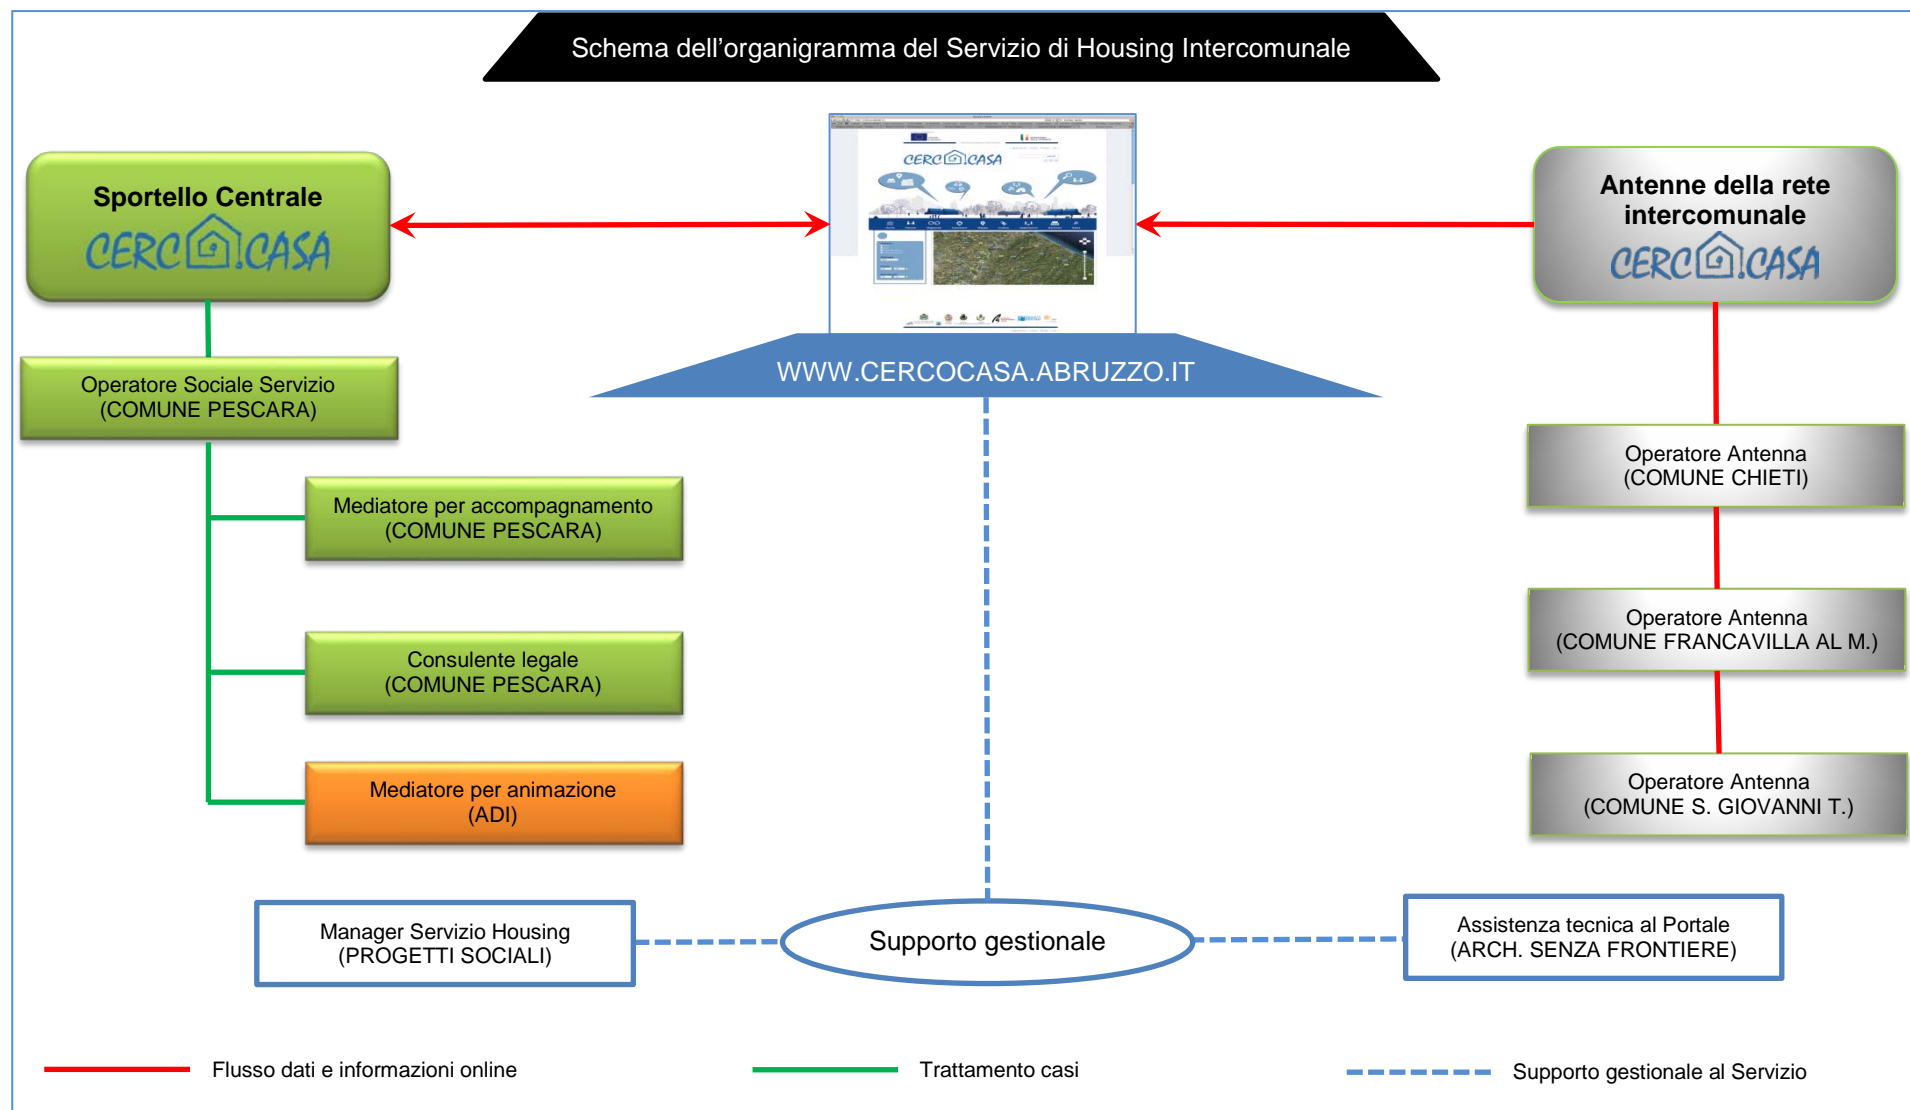 Schema dell'organigramma del Servizio di Housing Intercomunale
Sportello Centrale
CERCOCASA
CERCOCASA
Antenne della rete
intercomunale
CERCOCASA
WWW.CERCOCASA.ABRUZZO.IT
Operatore Sociale Servizio
(COMUNE PESCARA)
Mediatore per accompagnamento
(COMUNE PESCARA)
Consulente legale
(COMUNE PESCARA)
Mediatore per animazione
(ADI)
Operatore Antenna
(COMUNE CHIETI)
Operatore Antenna
(COMUNE FRANCAVILLA AL M.)
Operatore Antenna
(COMUNE S. GIOVANNI T.)
Manager Servizio Housing
(PROGETTI SOCIALI)
Supporto gestionale
Assistenza tecnica al Portale
(ARCH. SENZA FRONTIERE)
Flusso dati e informazioni online
Trattamento casi
Supporto gestionale al Servizio